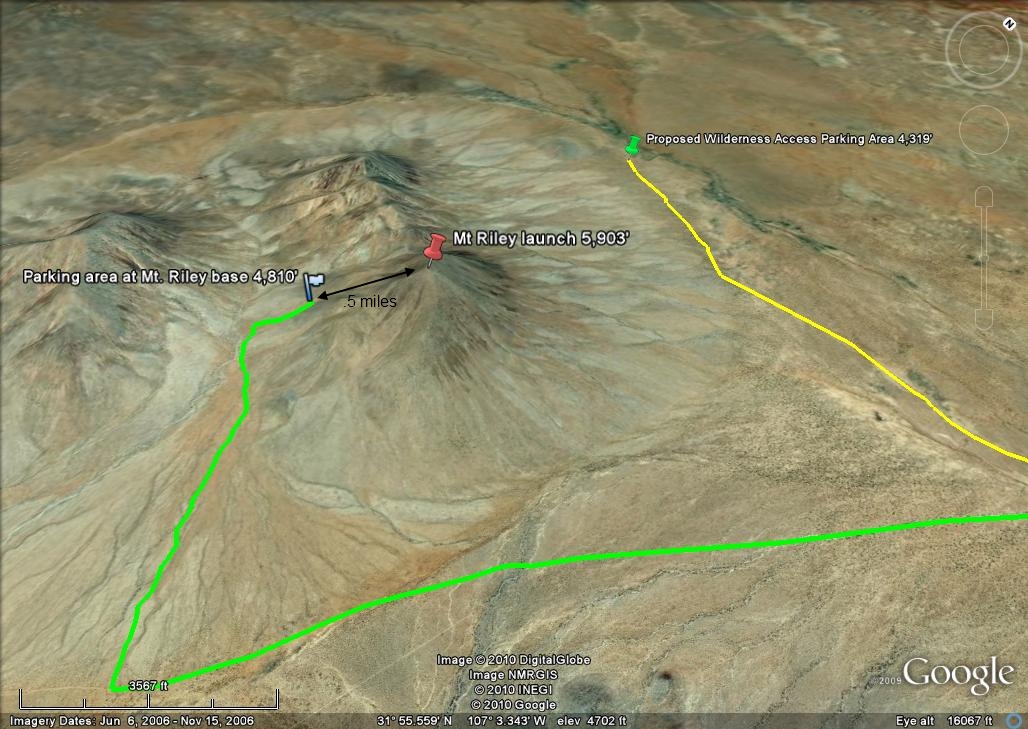 N
Proposed Wilderness Access Parking Area 4,319'
Mt Riley launch 5,903'
Parking area at Mt. Riley base 4,810'
.5 miles
3567 ft
Image © 2010 DigitalGlobe
Image NMRGIS
© 2010 INEGI
© 2010 Google
©2009 Google
Imagery Dates: Jun 6, 2006 - Nov 15, 2006
31° 55.559' N 107° 3.343' W elev 4702 ft
Eye alt 16067 ft